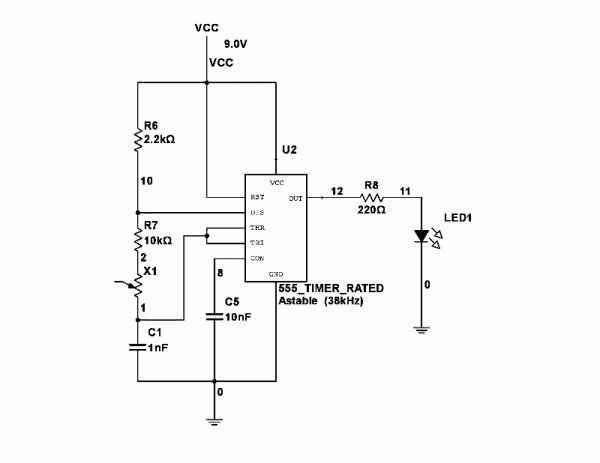 VCC
9.0V
VCC
R6
2.2kΩ
U2
VCC
10
RST
OUT
12
R8
11
220Ω
DIS
LED1
R7
10kΩ
THR
TRI
2
CON
X1
8
GND
0
555_TIMER_RATED
Astable (38kHz)
1
C5
10nF
C1
1nF
0